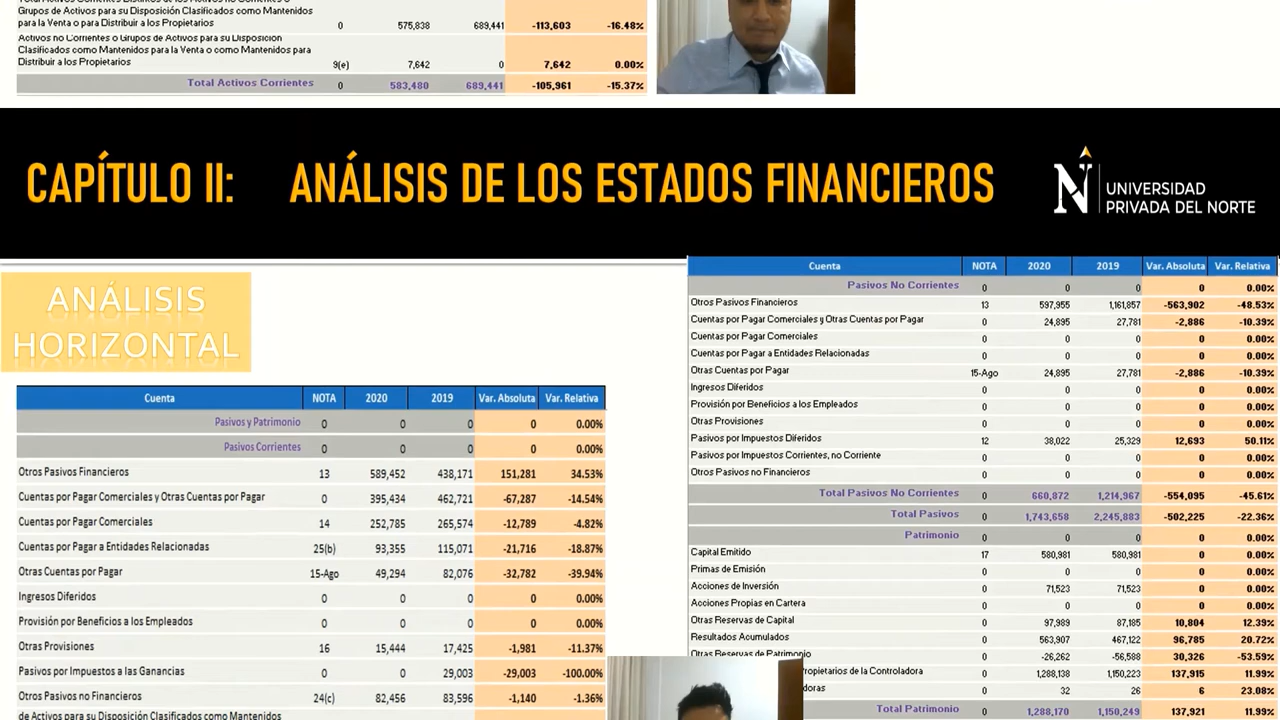 Grupos de Activos para su Disposición Clasificados como Mantenidos
para la Venta o para Distribuir a los Propietarios 0 575,838 689,441 -113,603 -16.48%
Activos no Corrientes o Grupos de Activos para su Disposición
Clasificados como Mantenidos para la Venta o como Mantenidos para
Distribuir a los Propietarios 9(e) 7,642 0 7,642 0.00%
Total Activos Corrientes 0 583,480 689,441 -105,961 -15.37%
CAPÍTULO II: ANÁLISIS DE LOS ESTADOS FINANCIEROS
UNIVERSIDAD
PRIVADA DEL NORTE
ANÁLISIS
HORIZONTAL
Cuenta NOTA 2020 2019 Var. Absoluta Var. Relativa
Pasivos y Patrimonio 0 0 0 0 0.00%
Pasivos Corrientes 0 0 0 0 0.00%
Otros Pasivos Financieros 13 589,452 438,171 151,281 34.53%
Cuentas por Pagar Comerciales y Otras Cuentas por Pagar 0 395,434 462,721 -67,287 -14.54%
Cuentas por Pagar Comerciales 14 252,785 265,574 -12,789 -4.82%
Cuentas por Pagar a Entidades Relacionadas 25(b) 93,355 115,071 -21,716 -18.87%
Otras Cuentas por Pagar 15-Ago 49,294 82,076 -32,782 -39.94%
Ingresos Diferidos 0 0 0 0 0.00%
Provisión por Beneficios a los Empleados 0 0 0 0 0.00%
Otras Provisiones 16 15,444 17,425 -1,981 -11.37%
Pasivos por Impuestos a las Ganancias 0 0 29,003 -29,003 -100.00%
Otros Pasivos no Financieros 24(c) 82,456 83,596 -1,140 -1.36%
de Activos para su Disposición Clasificados como Mantenidos
Cuenta NOTA 2020 2019 Var. Absoluta Var. Relativa
Pasivos No Corrientes 0 0 0 0 0.00%
Otros Pasivos Financieros 13 597,955 1,161,857 -563,902 -48.53%
Cuentas por Pagar Comerciales y Otras Cuentas por Pagar 0 24,895 27,781 -2,886 -10.39%
Cuentas por Pagar Comerciales 0 0 0 0 0.00%
Cuentas por Pagar a Entidades Relacionadas 0 0 0 0 0.00%
Otras Cuentas por Pagar 15-Ago 24,895 27,781 -2,886 -10.39%
Ingresos Diferidos 0 0 0 0 0.00%
Provisión por Beneficios a los Empleados 0 0 0 0 0.00%
Otras Provisiones 0 0 0 0 0.00%
Pasivos por Impuestos Diferidos 12 38,022 25,329 12,693 50.11%
Pasivos por Impuestos Corrientes, no Corriente 0 0 0 0 0.00%
Otros Pasivos no Financieros 0 0 0 0 0.00%
Total Pasivos No Corrientes 0 660,872 1,214,967 -554,095 -45.61%
Total Pasivos 0 1,743,658 2,245,883 -502,225 -22.36%
Patrimonio 0 0 0 0 0.00%
Capital Emitido 17 580,981 580,981 0 0.00%
Primas de Emisión 0 0 0 0 0.00%
Acciones de Inversión 0 71,523 71,523 0 0.00%
Acciones Propias en Cartera 0 0 0 0 0.00%
Otras Reservas de Capital 0 97,989 87,185 10,804 12.39%
Resultados Acumulados 0 563,907 467,122 96,785 20.72%
Otras Reservas de Patrimonio 0 -26,262 -56,588 30,326 -53.59%
ropietarios de la Controladora 0 1,288,138 1,150,223 137,915 11.99%
doras 0 32 26 6 23.08%
Total Patrimonio 0 1,288,170 1,150,249 137,921 11.99%